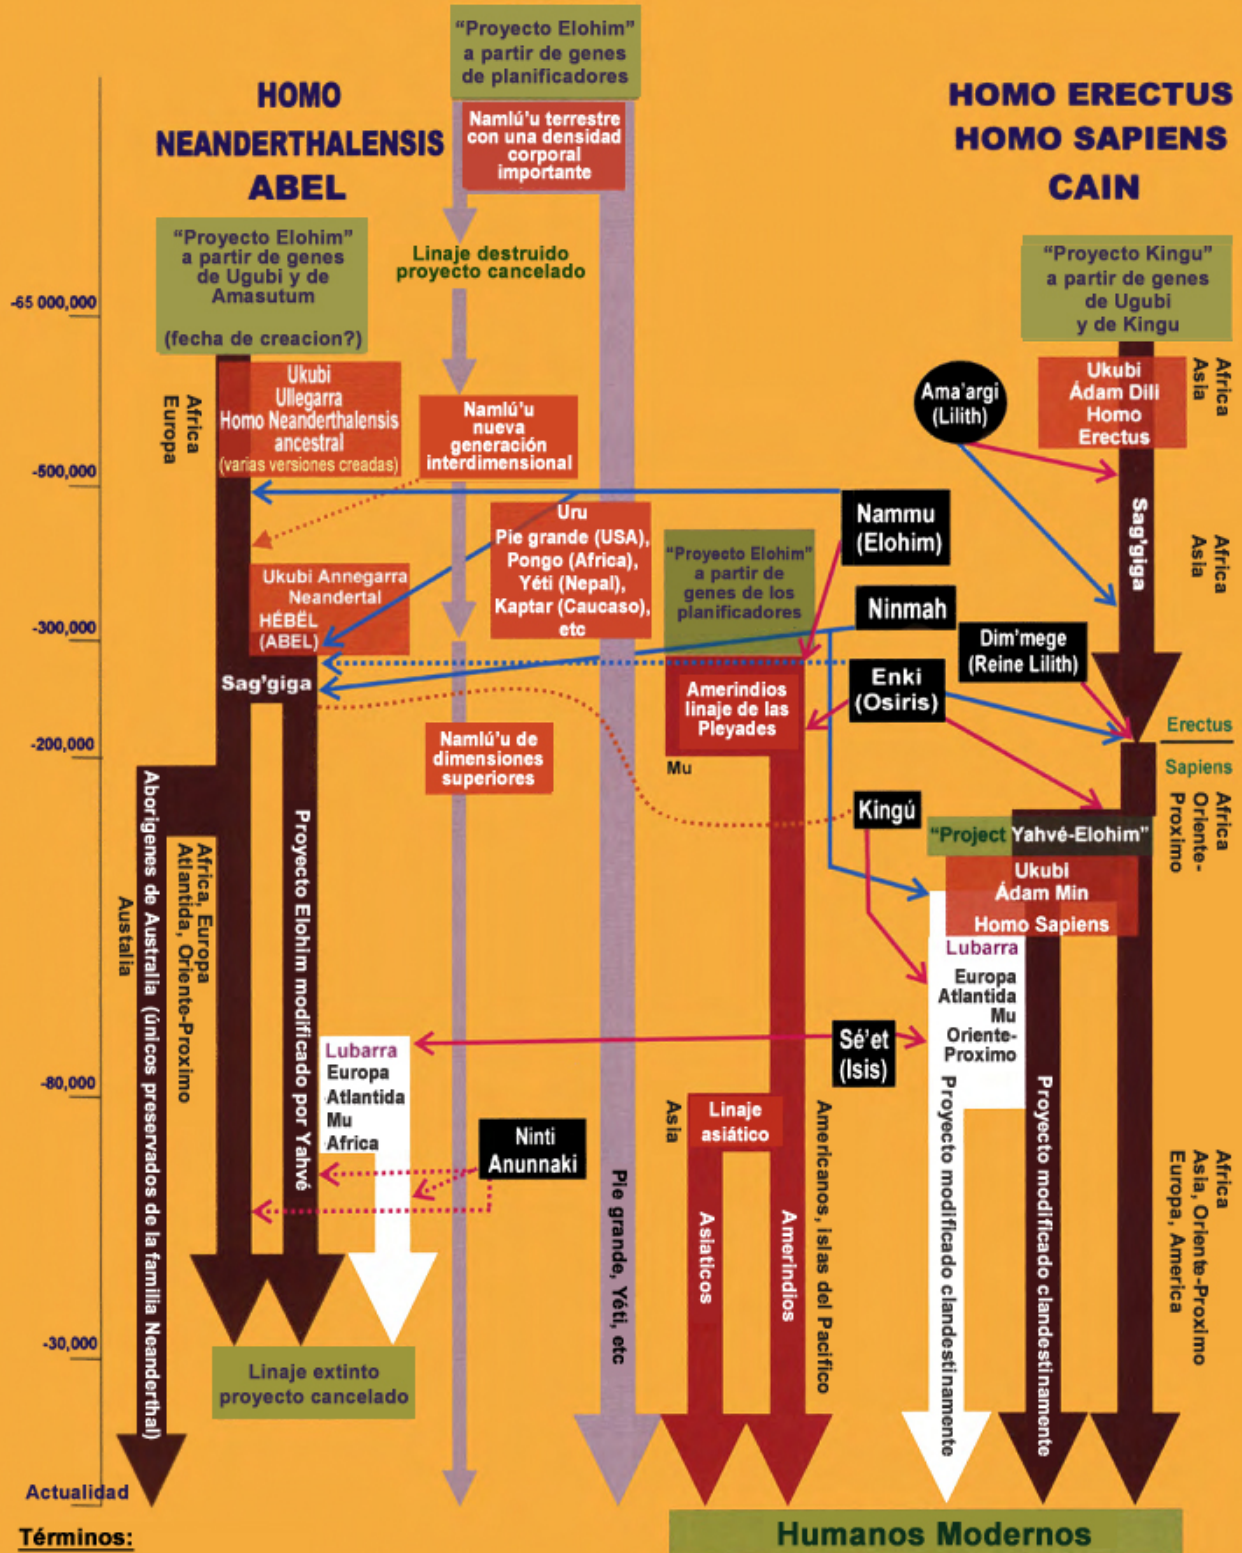 “Proyecto Elohim”
a partir de genes
de planificadores
HOMO
NEANDERTHALENSIS
ABEL
HOMO ERECTUS
HOMO SAPIENS
CAIN
Namlú'u terrestre
con una densidad
corporal
importante
“Proyecto Elohim”
a partir de genes
de Ugubi y de
Amasutum
(fecha de creacion?)
Linaje destruido
proyecto cancelado
“Proyecto Kingu”
a partir de genes
de Ugubi
y de Kingu
-65 000,000
Africa
Europa
Ukubi
Ullegarra
Homo Neanderthalensis
ancestral
(varias versiones creadas)
Namlú'u
nueva
generación
interdimensional
Ama'argi
(Lilith)
Ukubi
Ádam Dili
Homo
Erectus
Africa
Asia
-500,000
Uru
Pie grande (USA),
Pongo (Africa),
Yéti (Nepal),
Kaptar (Caucaso),
etc
Nammu
(Elohim)
Sag'giga
Africa
Asia
“Proyecto Elohim”
a partir de
genes de los
planificadores
Ukubi Annegarra
Neandertal
HÉBËL
(ABEL)
Ninmah
-300,000
Dim'mege
(Reine Lilith)
Sag'giga
Enki
(Osiris)
Amerindios
linaje de las
Pleyades
Erectus
-200,000
Namlú'u de
dimensiones
superiores
Mu
Sapiens
Kingú
Africa
Oriente-
Proximo
“Project Yahvé-Elohim”
Ukubi
Ádam Min
Homo Sapiens
Aborigenes de Australia (únicos preservados de la familia Neanderthal)
Austalia
Africa, Europa
Atlantida, Oriente-Proximo
Proyecto Elohim modificado por Yahvé
Lubarra
Europa
Atlantida
Mu
Oriente-
Proximo
Lubarra
Europa
Atlantida
Mu
Africa
Sé'et
(Isis)
-80,000
Asia
Linaje
asiático
Ninti
Anunnaki
Pie grande, Yéti, etc
Asiaticos
Amerindios
Americanos, islas del Pacifico
Proyecto modificado clandestinamente
Proyecto modificado clandestinamente
Africa
Asia, Oriente-Proximo
Europa, America
-30,000
Linaje extinto
proyecto cancelado
Actualidad
Términos:
Humanos Modernos